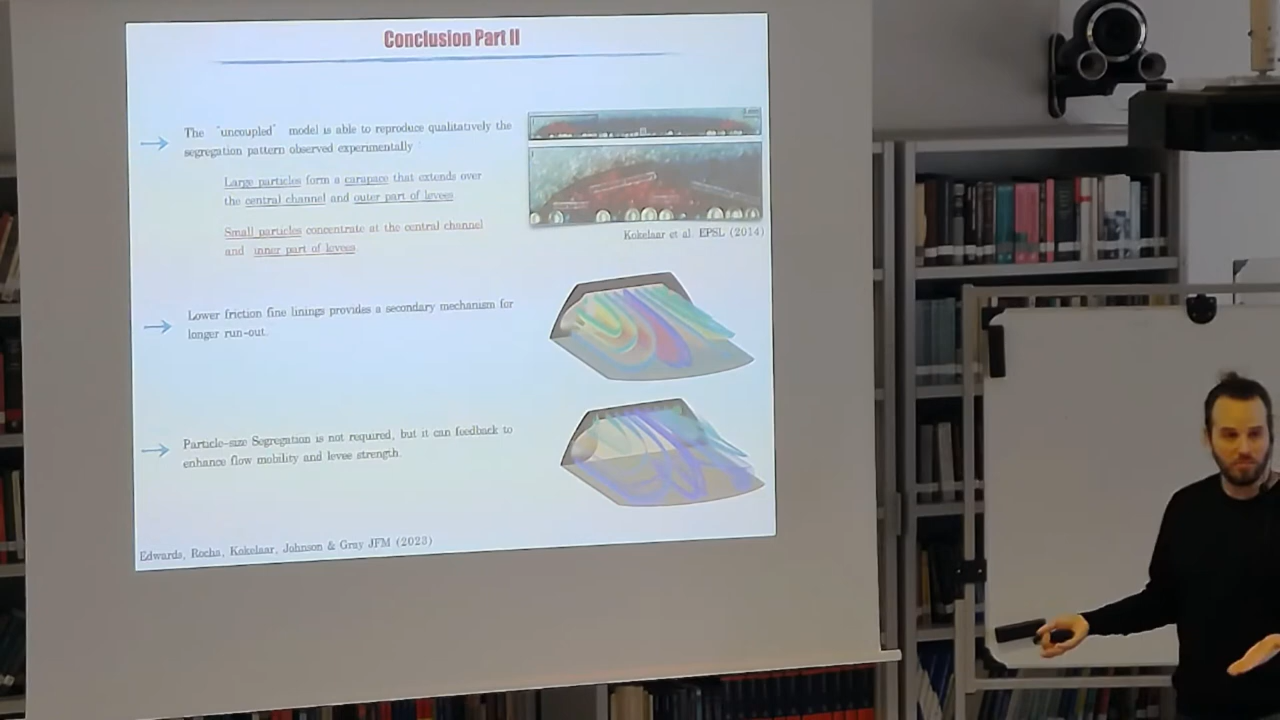 Conclusion Part II
The "uncoupled" model is able to reproduce qualitatively the
segregation pattern observed experimentally
Large particles form a carapace that extends over
the central channel and outer part of levees
Small particles concentrate at the central channel
and inner part of levees.
Kokelaar et al. EPSL (2014)
Lower friction fine linings provides a secondary mechanism for
longer run-out.
Particle-size Segregation is not required, but it can feedback to
enhance flow mobility and levee strength.
Edwards, Rocha, Kokelaar, Johnson & Gray JFM (2023)